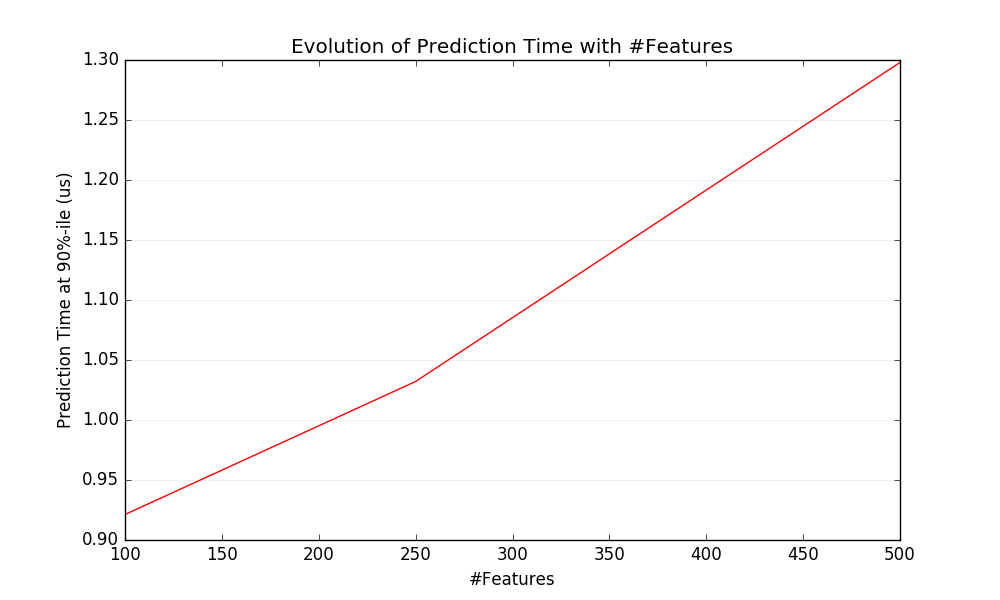 Evolution of Prediction Time with #Features
1.30
1.25
1.20
1.15
1.10
1.05
1.00
0.95
0.90
Prediction Time at 90%-ile (us)
100 150 200 250 300 350 400 450 500
#Features